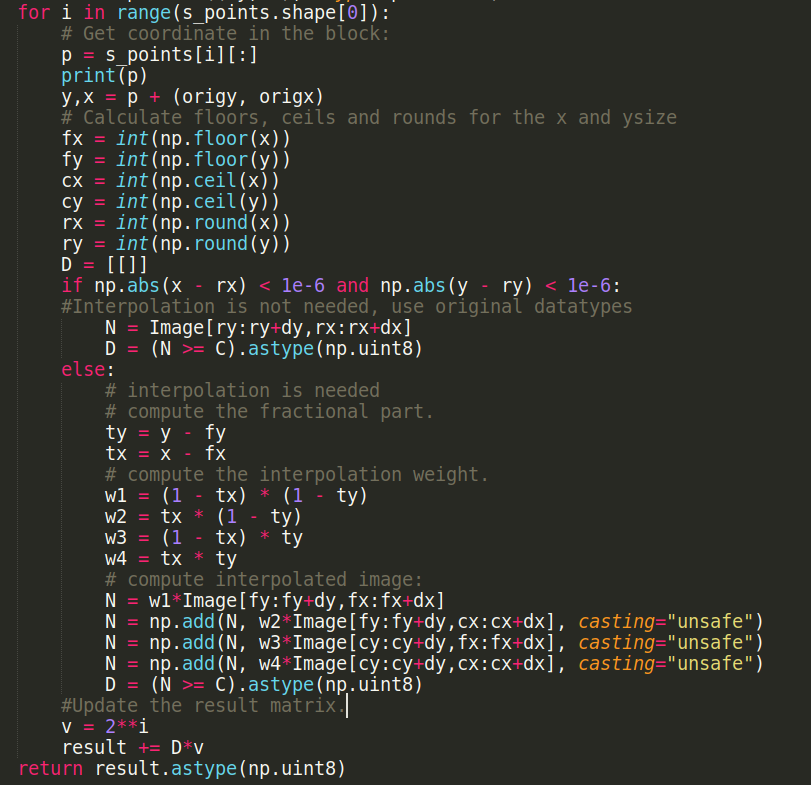 for i in range(s_points.shape[0]):
    # Get coordinate in the block:
    p = s_points[i][:]
    print(p)
    y,x = p + (origy, origx)
    # Calculate floors, ceils and rounds for the x and ysize
    fx = int(np.floor(x))
    fy = int(np.floor(y))
    cx = int(np.ceil(x))
    cy = int(np.ceil(y))
    rx = int(np.round(x))
    ry = int(np.round(y))
    D = [[]]
    if np.abs(x - rx) < 1e-6 and np.abs(y - ry) < 1e-6:
    #Interpolation is not needed, use original datatypes
        N = Image[ry:ry+dy,rx:rx+dx]
        D = (N >= C).astype(np.uint8)
    else:
        # interpolation is needed
        # compute the fractional part.
        ty = y - fy
        tx = x - fx
        # compute the interpolation weight.
        w1 = (1 - tx) * (1 - ty)
        w2 = tx * (1 - ty)
        w3 = (1 - tx) * ty
        w4 = tx * ty
        # compute interpolated image:
        N = w1*Image[fy:fy+dy,fx:fx+dx]
        N = np.add(N, w2*Image[fy:fy+dy,cx:cx+dx], casting="unsafe")
        N = np.add(N, w3*Image[cy:cy+dy,fx:fx+dx], casting="unsafe")
        N = np.add(N, w4*Image[cy:cy+dy,cx:cx+dx], casting="unsafe")
        D = (N >= C).astype(np.uint8)
    #Update the result matrix.
    v = 2**i
    result += D*v
return result.astype(np.uint8)